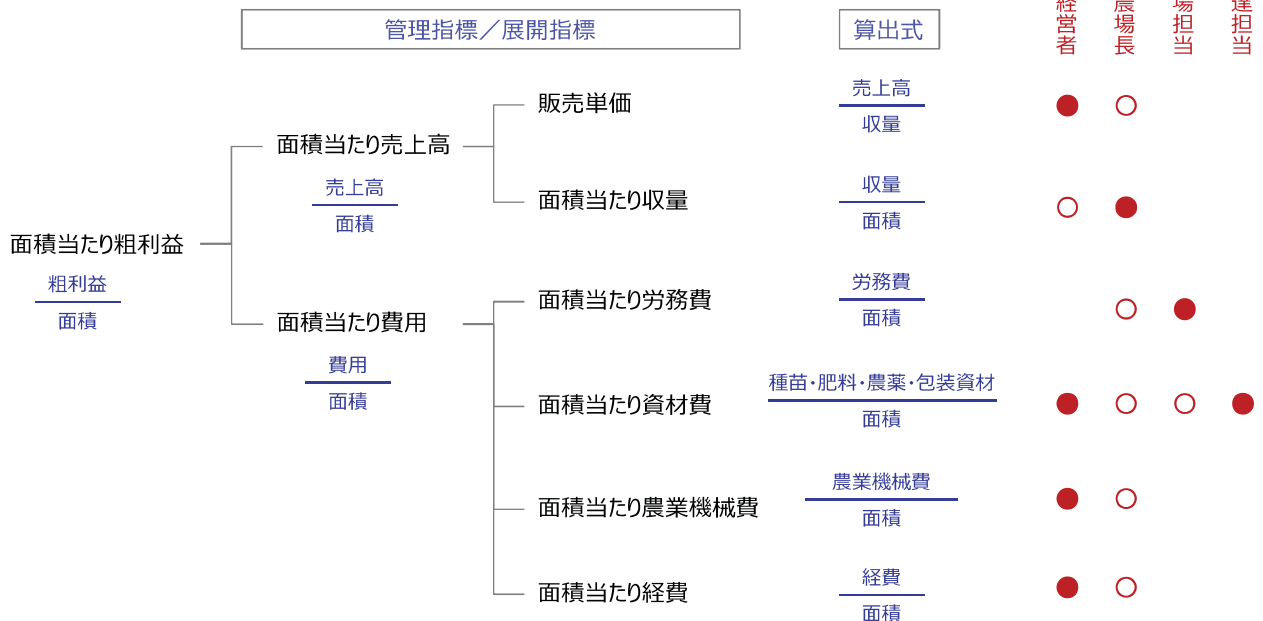 管理指標／展開指標
算出式
経営者
農場長
場担当
達担当
販売単価
売上高
収量
面積当たり売上高
売上高
面積
面積当たり収量
収量
面積
面積当たり粗利益
粗利益
面積
面積当たり労務費
労務費
面積
面積当たり費用
費用
面積
面積当たり資材費
種苗・肥料・農薬・包装資材
面積
面積当たり農業機械費
農業機械費
面積
面積当たり経費
経費
面積